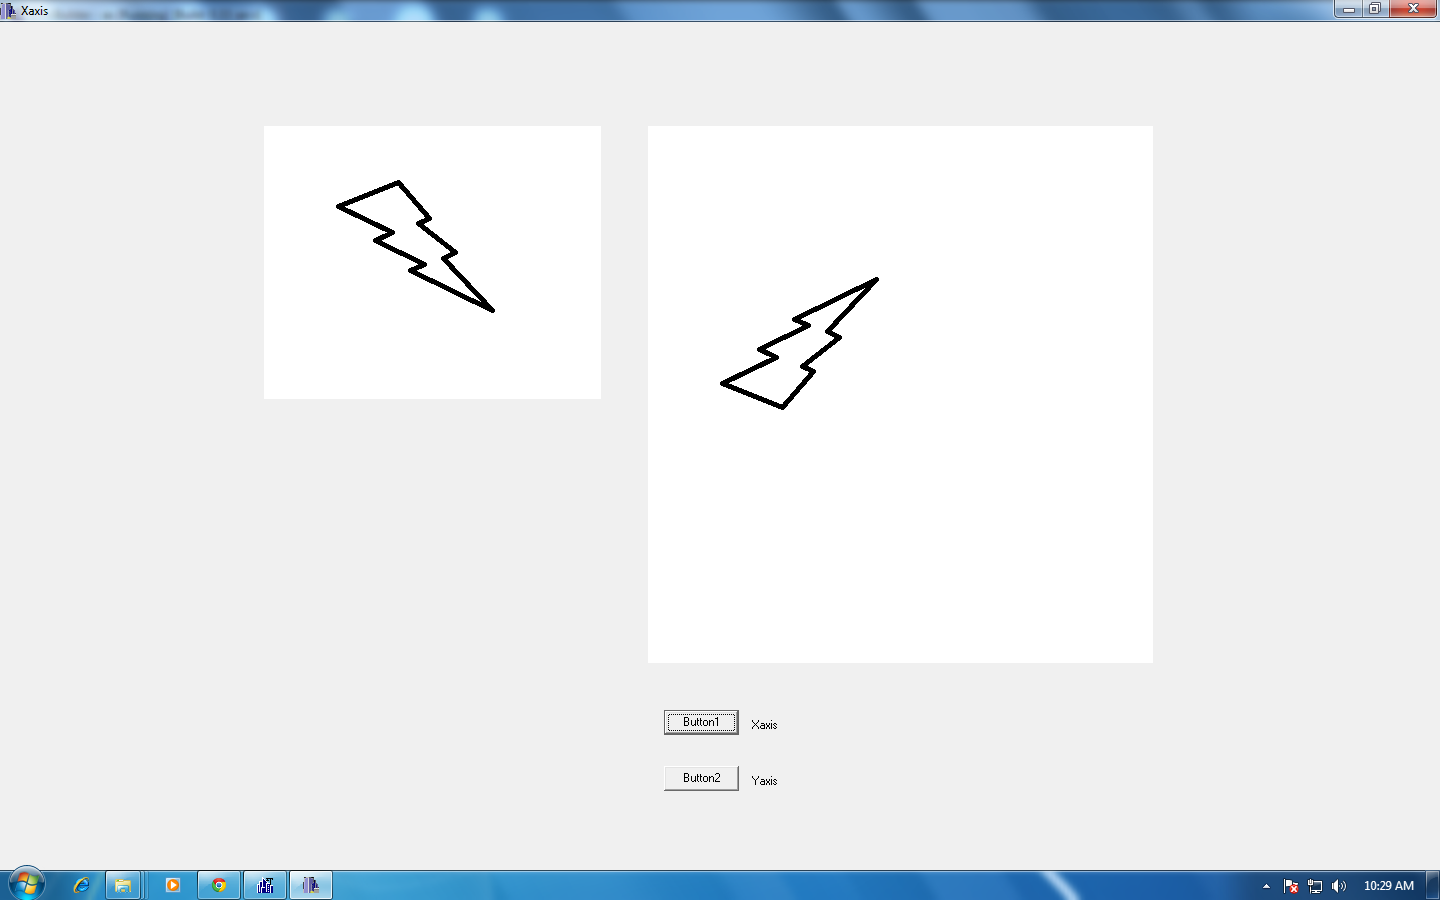 Xaxis
Button1 Xaxis
Button2 Yaxis
10:29 AM